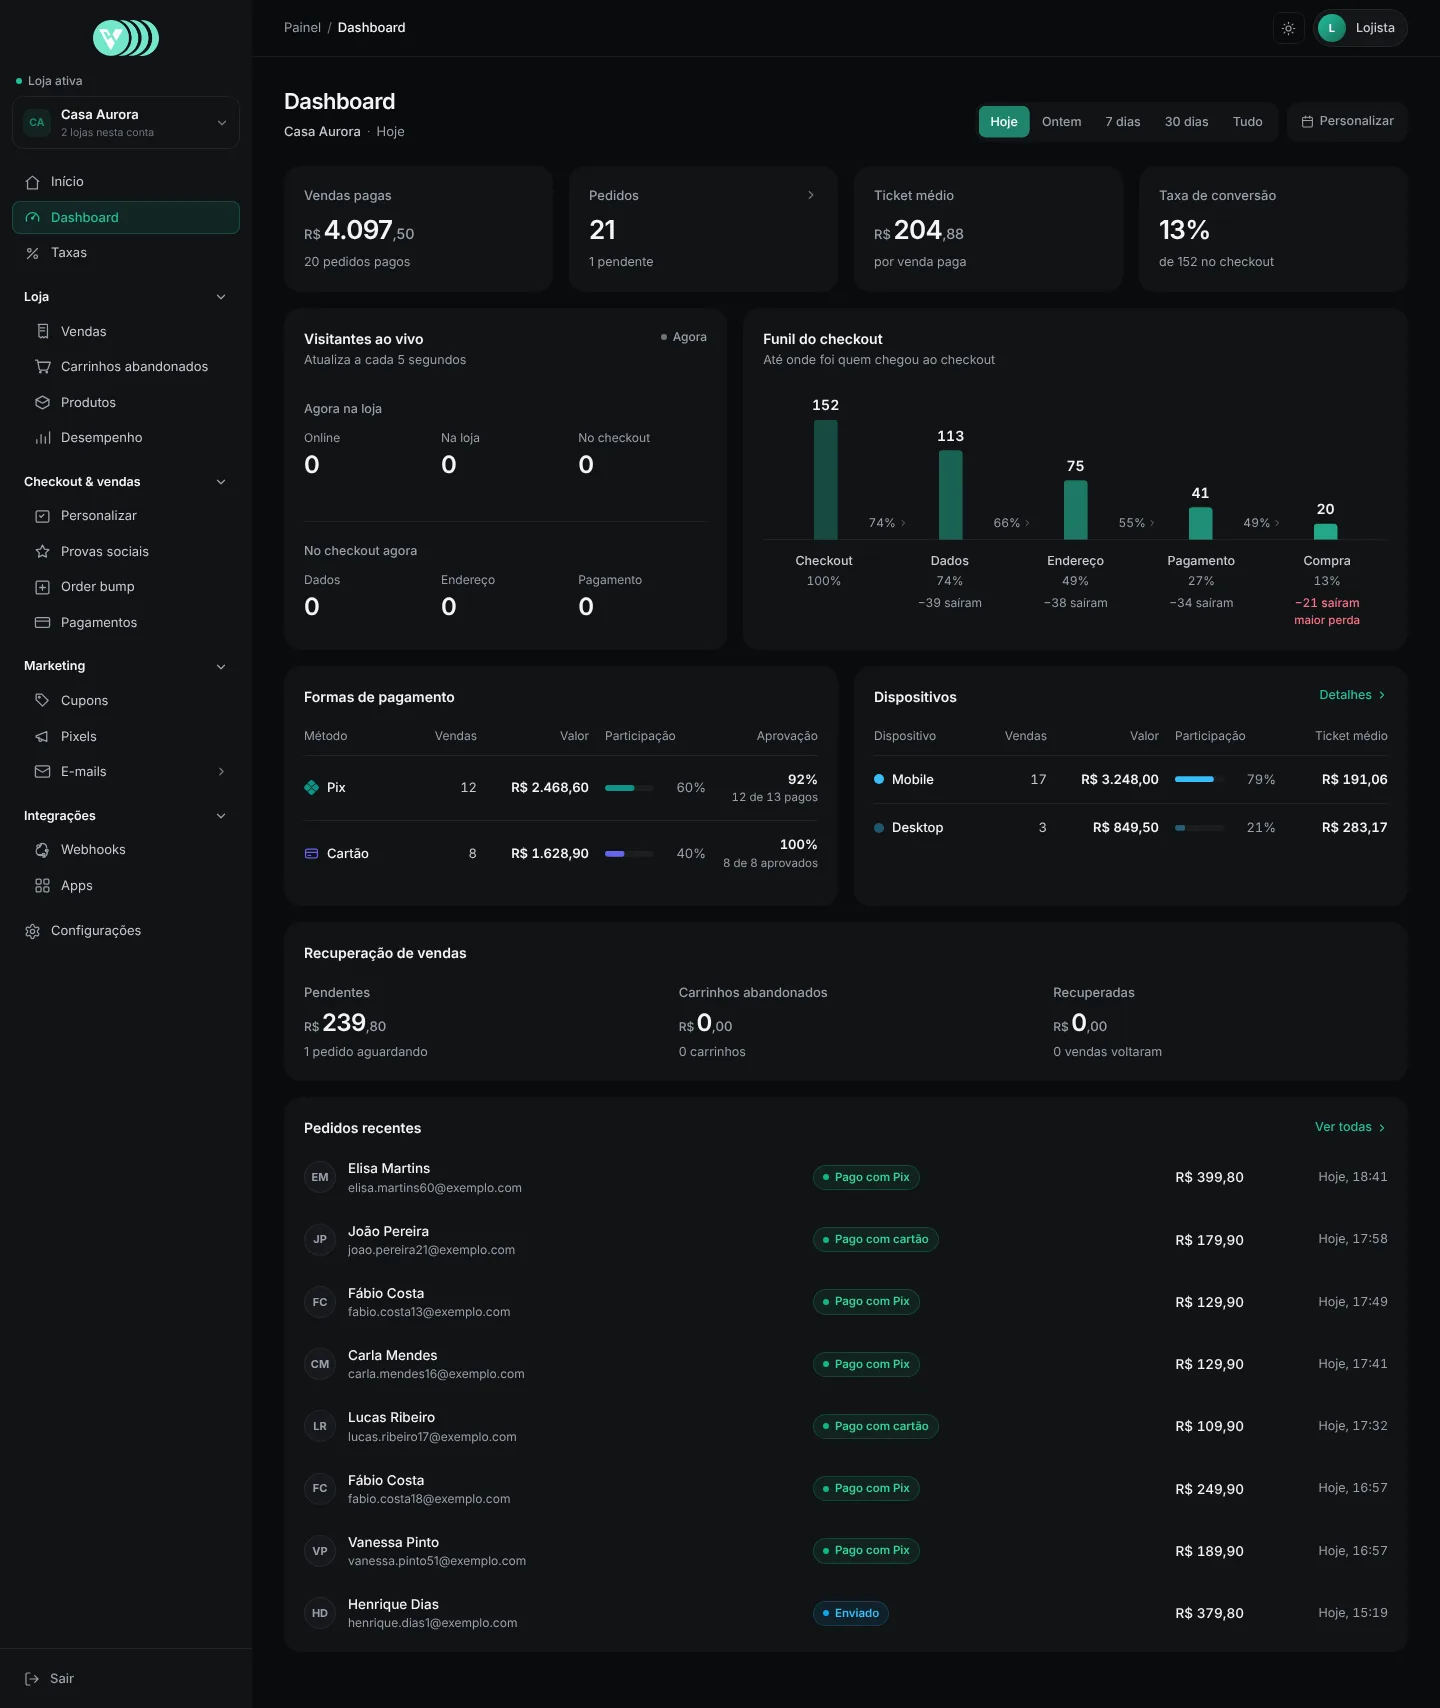 Painel / Dashboard
L Lojista
Loja ativa
CA Casa Aurora
2 lojas nesta conta
Início
Dashboard
Taxas
Loja
Vendas
Carrinhos abandonados
Produtos
Desempenho
Checkout & vendas
Personalizar
Provas sociais
Order bump
Pagamentos
Marketing
Cupons
Pixels
E-mails
Integrações
Webhooks
Apps
Configurações
Sair
Dashboard
Casa Aurora · Hoje
Hoje Ontem 7 dias 30 dias Tudo Personalizar
Vendas pagas
R$ 4.097,50
20 pedidos pagos
Pedidos
21
1 pendente
Ticket médio
R$ 204,88
por venda paga
Taxa de conversão
13%
de 152 no checkout
Visitantes ao vivo
Agora
Atualiza a cada 5 segundos
Agora na loja
Online Na loja No checkout
0 0 0
No checkout agora
Dados Endereço Pagamento
0 0 0
Funil do checkout
Até onde foi quem chegou ao checkout
152 113 75 41 20
74% 66% 55% 49%
Checkout Dados Endereço Pagamento Compra
100% 74% 49% 27% 13%
−39 saíram −38 saíram −34 saíram −21 saíram
maior perda
Formas de pagamento
Método Vendas Valor Participação Aprovação
Pix 12 R$ 2.468,60 60% 92%
12 de 13 pagos
Cartão 8 R$ 1.628,90 40% 100%
8 de 8 aprovados
Dispositivos
Detalhes
Dispositivo Vendas Valor Participação Ticket médio
Mobile 17 R$ 3.248,00 79% R$ 191,06
Desktop 3 R$ 849,50 21% R$ 283,17
Recuperação de vendas
Pendentes
R$ 239,80
1 pedido aguardando
Carrinhos abandonados
R$ 0,00
0 carrinhos
Recuperadas
R$ 0,00
0 vendas voltaram
Pedidos recentes
Ver todas
EM Elisa Martins
elisa.martins60@exemplo.com
Pago com Pix R$ 399,80 Hoje, 18:41
JP João Pereira
joao.pereira21@exemplo.com
Pago com cartão R$ 179,90 Hoje, 17:58
FC Fábio Costa
fabio.costa13@exemplo.com
Pago com Pix R$ 129,90 Hoje, 17:49
CM Carla Mendes
carla.mendes16@exemplo.com
Pago com Pix R$ 129,90 Hoje, 17:41
LR Lucas Ribeiro
lucas.ribeiro17@exemplo.com
Pago com cartão R$ 109,90 Hoje, 17:32
FC Fábio Costa
fabio.costa18@exemplo.com
Pago com Pix R$ 249,90 Hoje, 16:57
VP Vanessa Pinto
vanessa.pinto51@exemplo.com
Pago com Pix R$ 189,90 Hoje, 16:57
HD Henrique Dias
henrique.dias1@exemplo.com
Enviado R$ 379,80 Hoje, 15:19